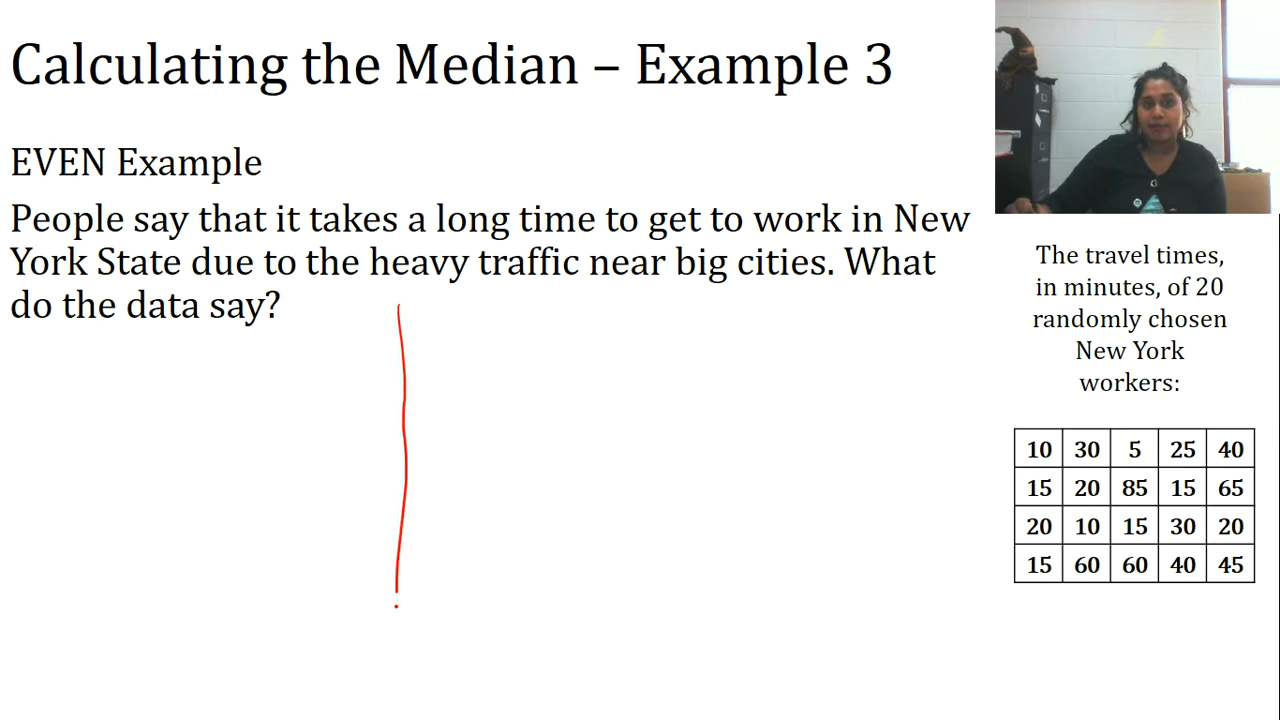 Calculating the Median – Example 3
EVEN Example
People say that it takes a long time to get to work in New
York State due to the heavy traffic near big cities. What
do the data say?
The travel times,
in minutes, of 20
randomly chosen
New York
workers:
10 30 5 25 40
15 20 85 15 65
20 10 15 30 20
15 60 60 40 45